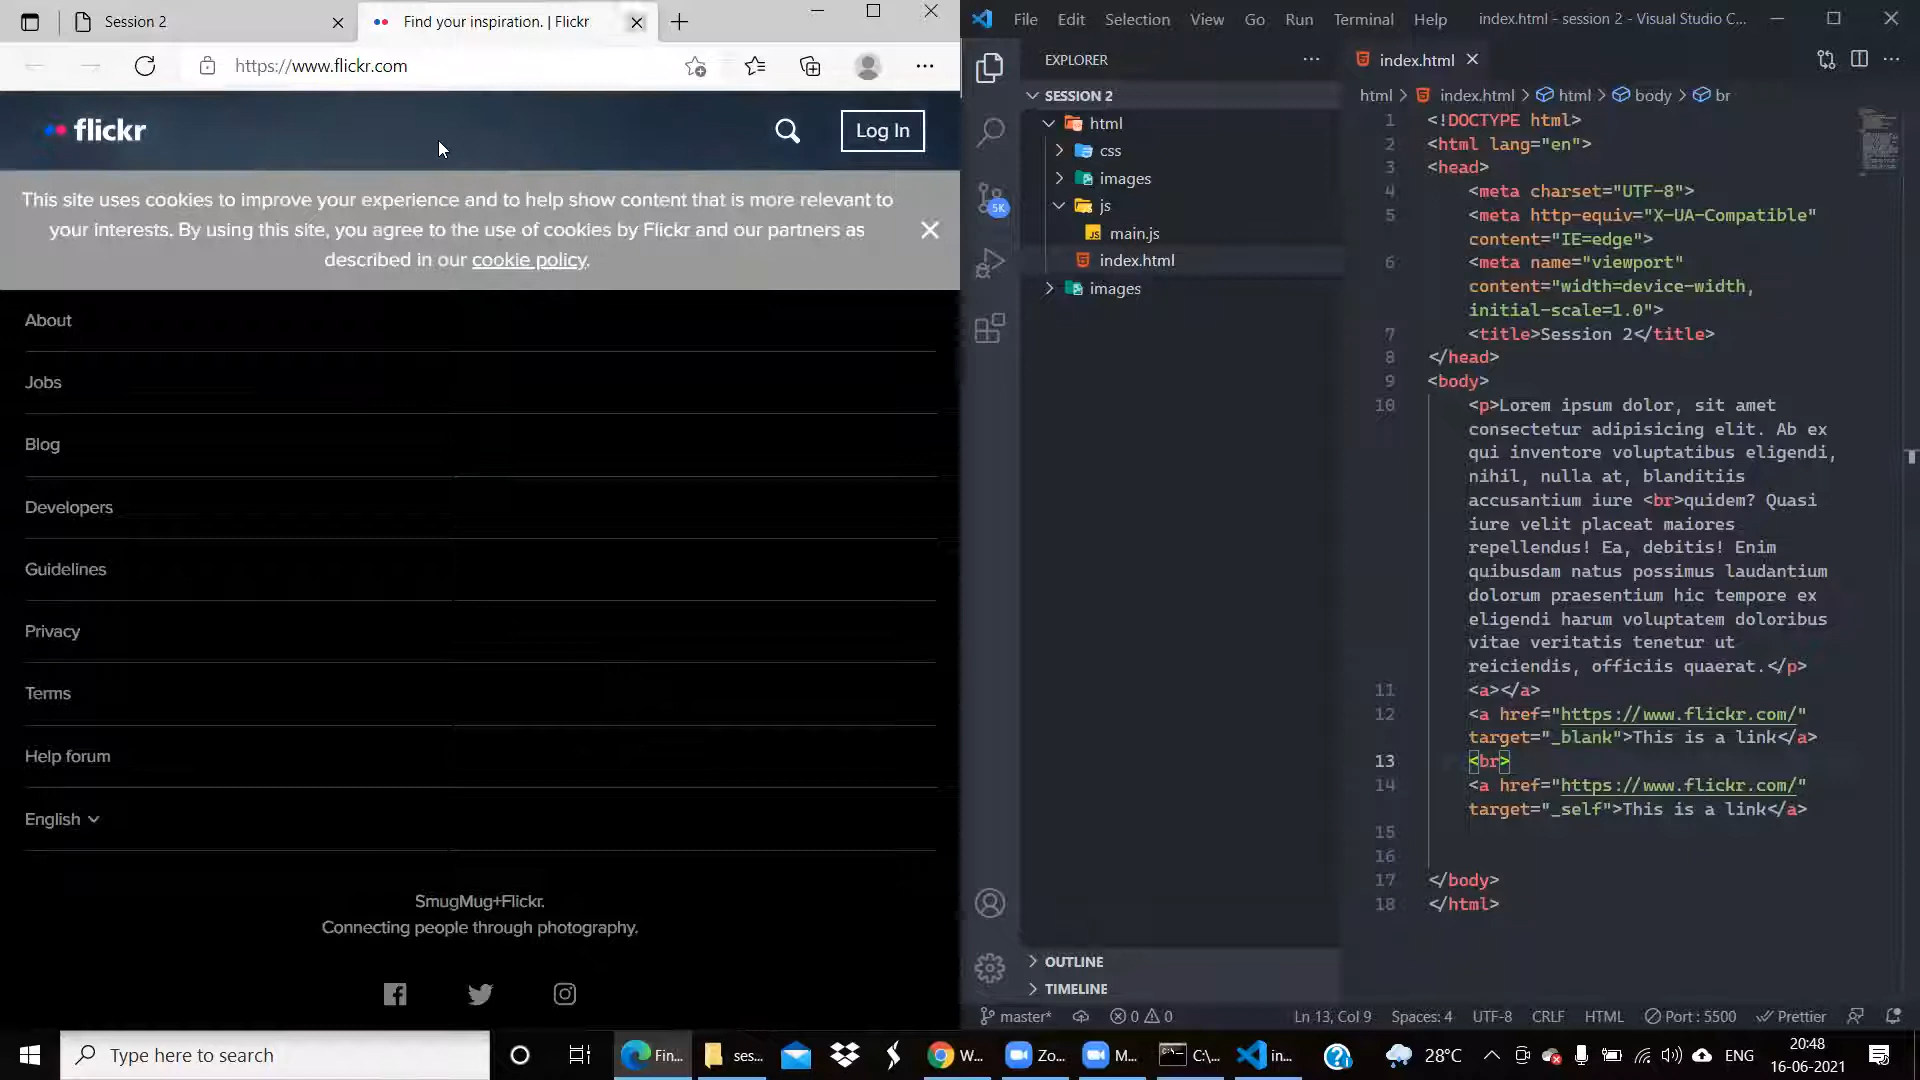 Session 2
Find your inspiration. | Flickr
https://www.flickr.com
flickr
Log In
This site uses cookies to improve your experience and to help show content that is more relevant to
your interests. By using this site, you agree to the use of cookies by Flickr and our partners as
described in our cookie policy.
About
Jobs
Blog
Developers
Guidelines
Privacy
Terms
Help forum
English
SmugMug+Flickr.
Connecting people through photography.
File Edit Selection View Go Run Terminal Help
index.html - session 2 - Visual Studio C...
5K
EXPLORER
SESSION 2
html
css
images
js
JS main.js
index.html
images
OUTLINE
TIMELINE
index.html
html > index.html > html > body > br
1 <!DOCTYPE html>
2 <html lang="en">
3 <head>
4 <meta charset="UTF-8">
5 <meta http-equiv="X-UA-Compatible"
content="IE=edge">
6 <meta name="viewport"
content="width=device-width,
initial-scale=1.0">
7 <title>Session 2</title>
8 </head>
9 <body>
10 <p>Lorem ipsum dolor, sit amet
consectetur adipisicing elit. Ab ex
qui inventore voluptatibus eligendi,
nihil, nulla at, blanditiis
accusantium iure <br>quidem? Quasi
iure velit placeat maiores
repellendus! Ea, debitis! Enim
quibusdam natus possimus laudantium
dolorum praesentium hic tempore ex
eligendi harum voluptatem doloribus
vitae veritatis tenetur ut
reiciendis, officiis quaerat.</p>
11 <a></a>
12 <a href="https://www.flickr.com/"
target="_blank">This is a link</a>
13 <br>
14 <a href="https://www.flickr.com/"
target="_self">This is a link</a>
15
16
17 </body>
18 </html>
master* 0 0 Ln 13, Col 9 Spaces: 4 UTF-8 CRLF HTML Port : 5500 Prettier
Type here to search
Fin...
ses...
W...
Zo...
M...
C:\...
in...
28°C
ENG
20:48
16-06-2021